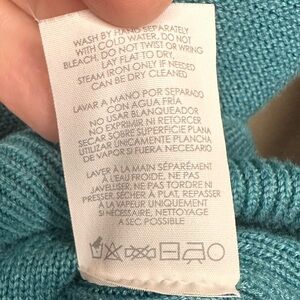 WASH BY HAND SEPARATELY
WITH COLD WATER, DO NOT
BLEACH, DO NOT TWIST OR WRING
LAY FLAT TO DRY,
STEAM IRON ONLY IF NEEDED
CAN BE DRY CLEANED
LAVAR A MANO POR SEPARADO
CON AGUA FRÍA
NO USAR BLANQUEADOR
NO EXPRIMIR NI RETORCER
SECAR SOBRE SUPERFICIE PLANA
UTILIZAR ÚNICAMENTE PLANCHA
DE VAPOR SI FUERA NECESARIO
LAVER À LA MAIN SÉPARÉMENT
À L'EAU FROIDE, NE PAS
JAVELLISER, NE PAS TORDRE NI
PRESSER, SÉCHER À PLAT, REPASSER
À LA VAPEUR UNIQUEMENT
SI NÉCESSAIRE, NETTOYAGE
A SEC POSSIBLE